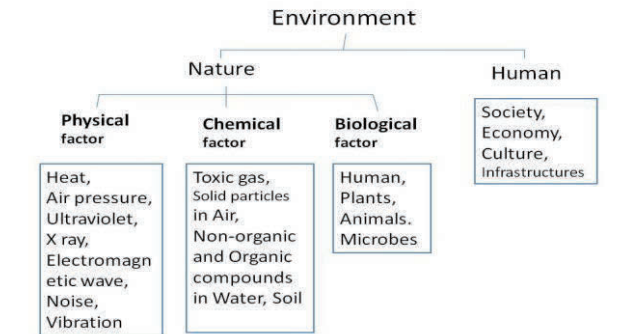 Environment
Nature
Human
Physical
factor
Chemical
factor
Biological
factor
Society,
Economy,
Culture,
Infrastructures
Heat,
Air pressure,
Ultraviolet,
X ray,
Electromagn
etic wave,
Noise,
Vibration
Toxic gas,
Solid particles
in Air,
Non-organic
and Organic
compounds
in Water, Soil
Human,
Plants,
Animals.
Microbes